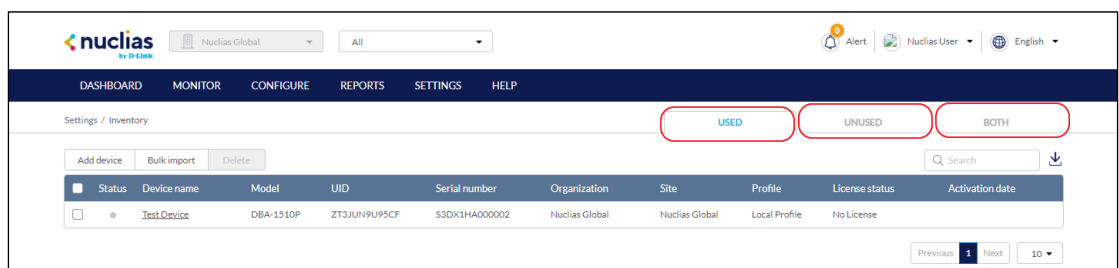 nuclias
by D-Link
Nuclias Global
All
0
Alert
Nuclias User
English
DASHBOARD MONITOR CONFIGURE REPORTS SETTINGS HELP
Settings / Inventory
USED UNUSED BOTH
Add device Bulk import Delete
Search
Status Device name Model UID Serial number Organization Site Profile License status Activation date
Test Device DBA-1510P ZT3JUN9U95CF S3DX1HA000002 Nuclias Global Nuclias Global Local Profile No License
Previous 1 Next 10